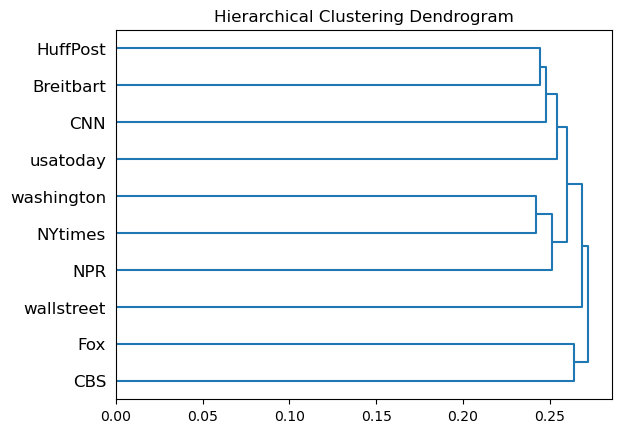 Hierarchical Clustering Dendrogram
HuffPost
Breitbart
CNN
usatoday
washington
NYtimes
NPR
wallstreet
Fox
CBS
0.00 0.05 0.10 0.15 0.20 0.25